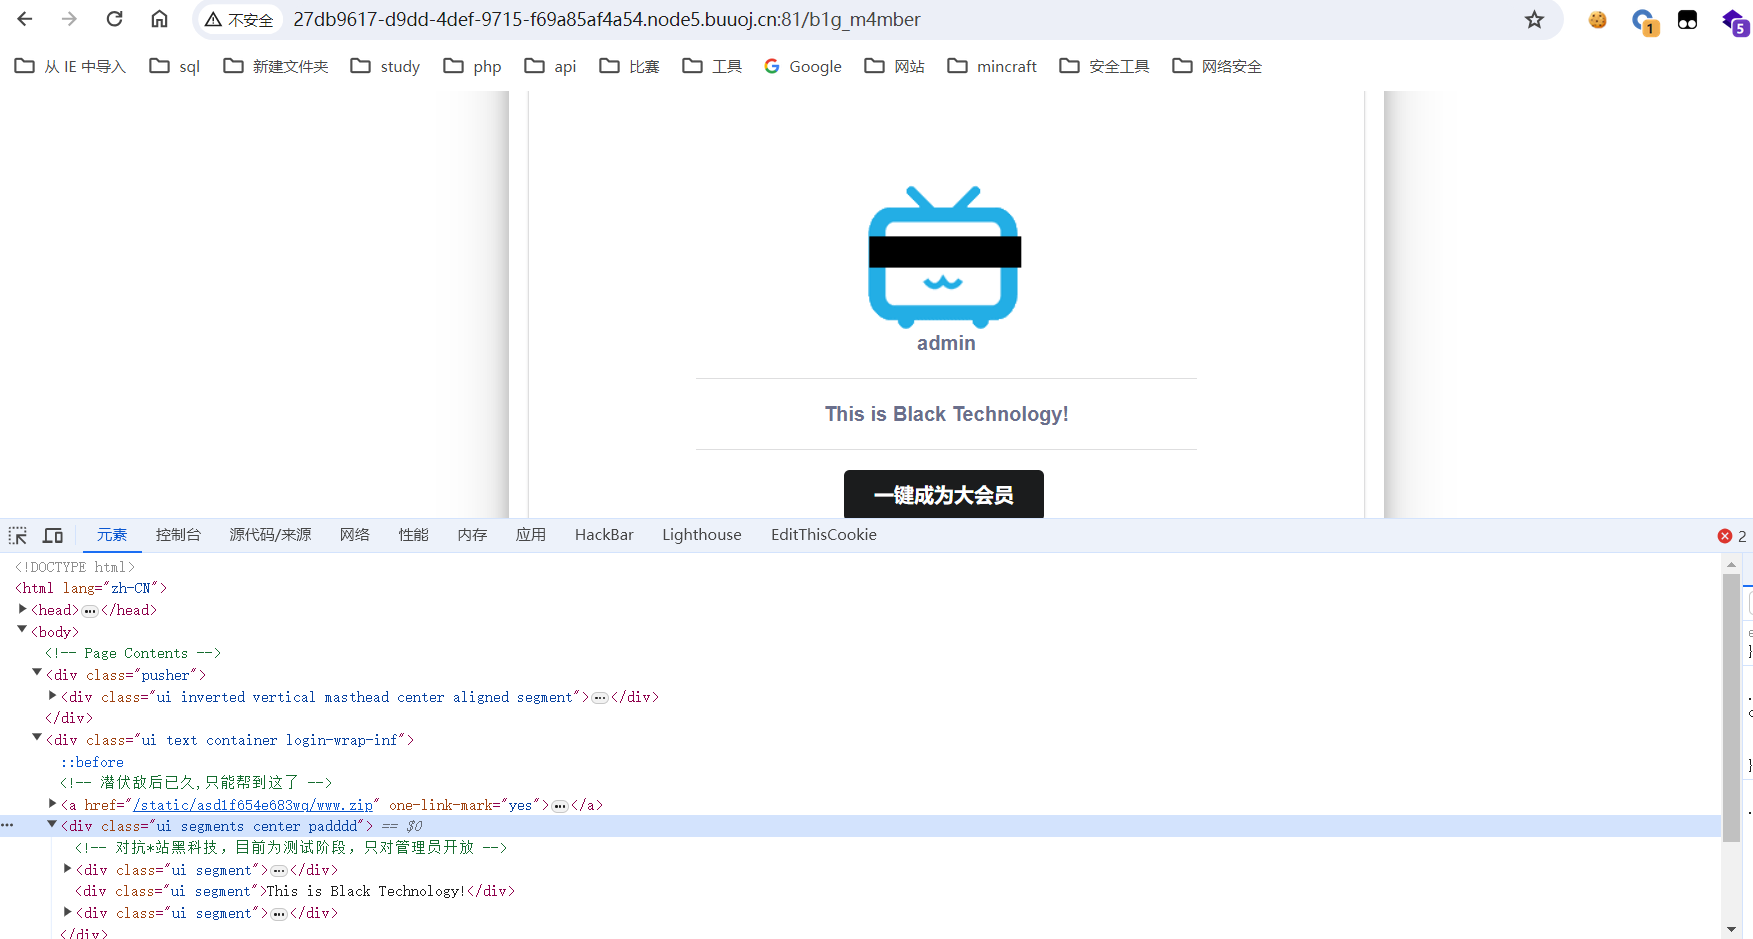 不安全 27db9617-d9dd-4def-9715-f69a85af4a54.node5.buuoj.cn:81/b1g_m4mber 1 5
从 IE 中导入 sql 新建文件夹 study php api 比赛 工具 Google 网站 mincraft 安全工具 网络安全
admin
This is Black Technology!
一键成为大会员
元素 控制台 源代码/来源 网络 性能 内存 应用 HackBar Lighthouse EditThisCookie 2
<!DOCTYPE html>
<html lang="zh-CN">
<head>…</head>
<body>
<!-- Page Contents -->
<div class="pusher">
<div class="ui inverted vertical masthead center aligned segment">…</div>
</div>
<div class="ui text container login-wrap-inf">
::before
<!-- 潜伏敌后已久,只能帮到这了 -->
<a href="/static/asd1f654e683wq/www.zip" one-link-mark="yes">…</a>
<div class="ui segments center padddd"> == $0
<!-- 对抗*站黑科技，目前为测试阶段，只对管理员开放 -->
<div class="ui segment">…</div>
<div class="ui segment">This is Black Technology!</div>
<div class="ui segment">…</div>
</div>